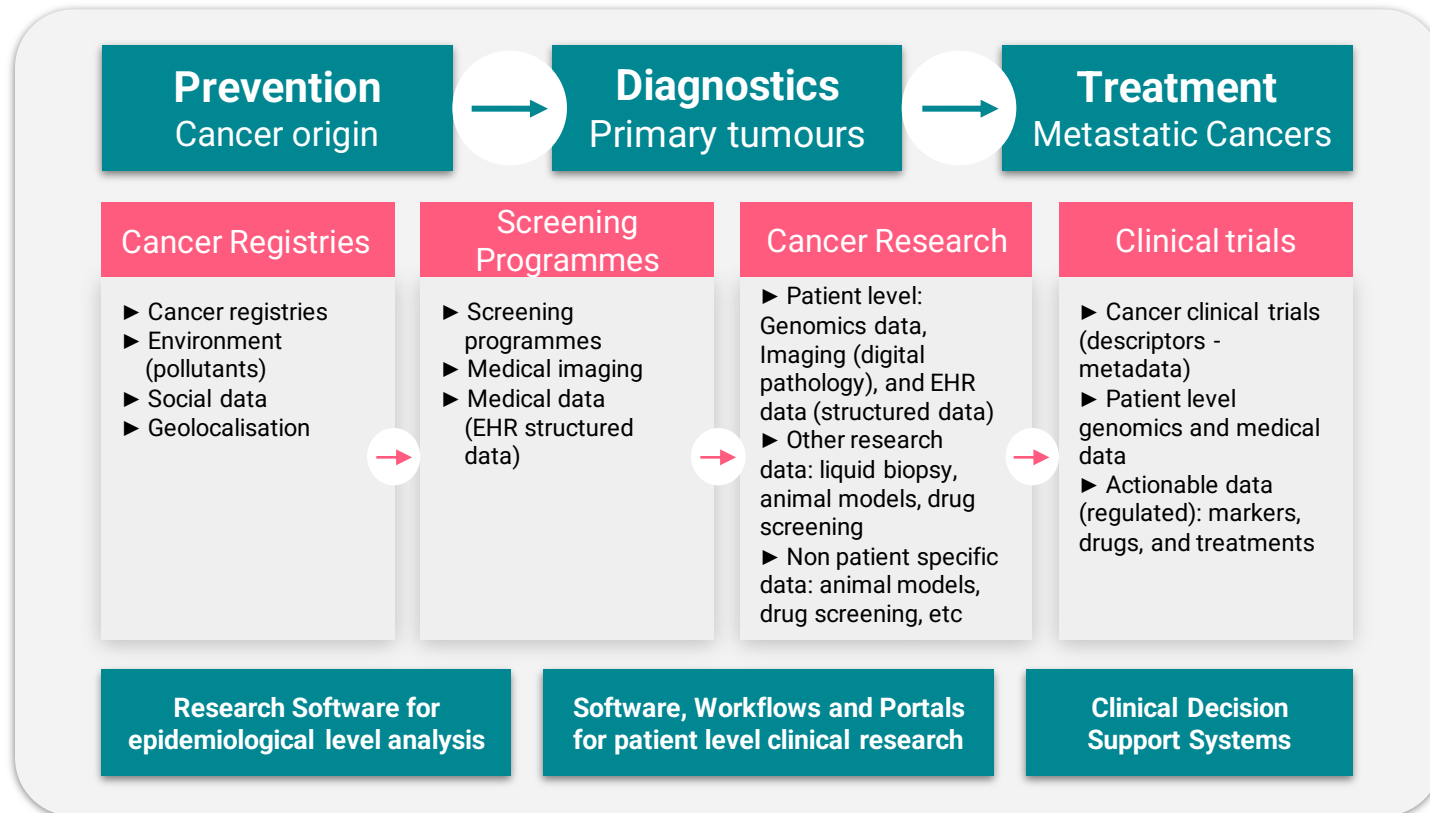 Prevention
Cancer origin
Diagnostics
Primary tumours
Treatment
Metastatic Cancers
Cancer Registries
► Cancer registries
► Environment
(pollutants)
► Social data
► Geolocalisation
Screening
Programmes
► Screening
programmes
► Medical imaging
► Medical data
(EHR structured
data)
Cancer Research
► Patient level:
Genomics data,
Imaging (digital
pathology), and EHR
data (structured data)
► Other research
data: liquid biopsy,
animal models, drug
screening
► Non patient specific
data: animal models,
drug screening, etc
Clinical trials
► Cancer clinical trials
(descriptors -
metadata)
► Patient level
genomics and medical
data
► Actionable data
(regulated): markers,
drugs, and treatments
Research Software for
epidemiological level analysis
Software, Workflows and Portals
for patient level clinical research
Clinical Decision
Support Systems